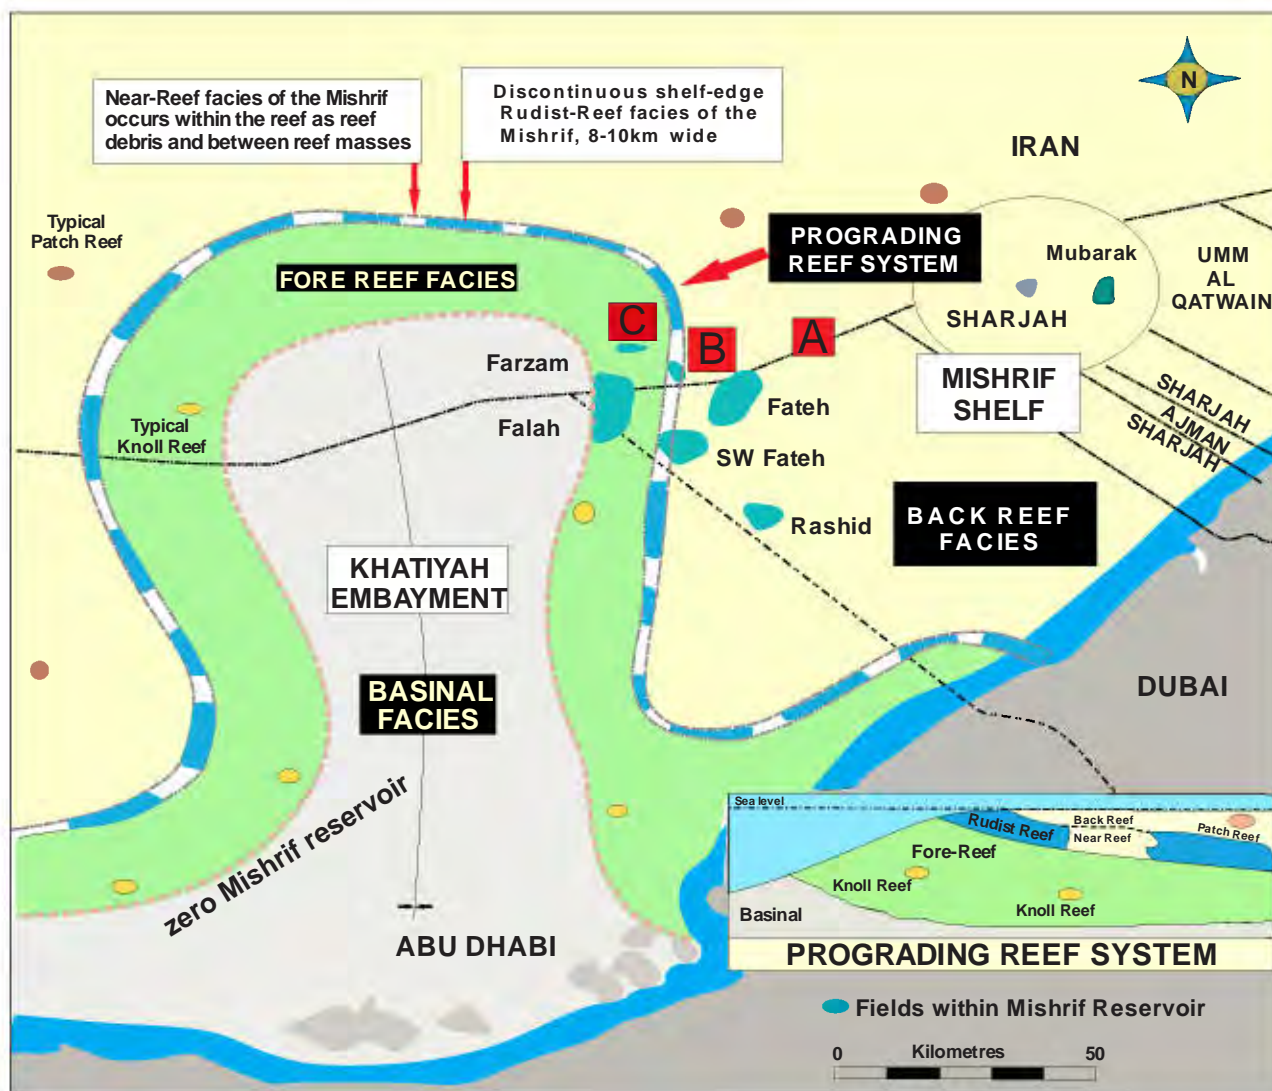 Near-Reef facies of the Mishrif
occurs within the reef as reef
debris and between reef masses
Discontinuous shelf-edge
Rudist-Reef facies of the
Mishrif, 8-10km wide
N
IRAN
Typical
Patch Reef
PROGRADING
REEF SYSTEM
Mubarak
UMM
AL
QATWAIN
FORE REEF FACIES
SHARJAH
C
B
A
Farzam
MISHRIF
SHELF
SHARJAH
AJMAN
SHARJAH
Fateh
Falah
Typical
Knoll Reef
SW Fateh
Rashid
BACK REEF
FACIES
KHATIYAH
EMBAYMENT
BASINAL
FACIES
DUBAI
zero Mishrif reservoir
ABU DHABI
Sea level
Rudist Reef
Back Reef
Near Reef
Patch Reef
Fore-Reef
Knoll Reef
Knoll Reef
Basinal
PROGRADING REEF SYSTEM
Fields within Mishrif Reservoir
0 Kilometres 50